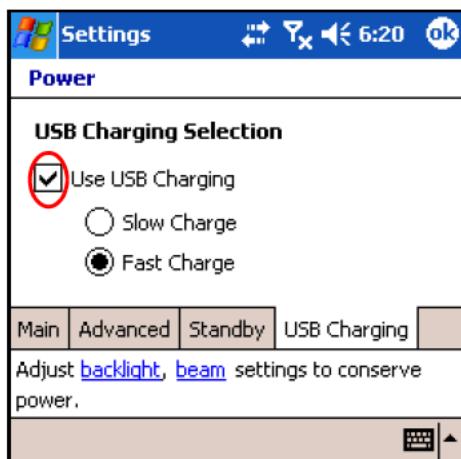 Settings 6:20 ok
Power
USB Charging Selection
Use USB Charging
Slow Charge
Fast Charge
Main Advanced Standby USB Charging
Adjust backlight, beam settings to conserve
power.